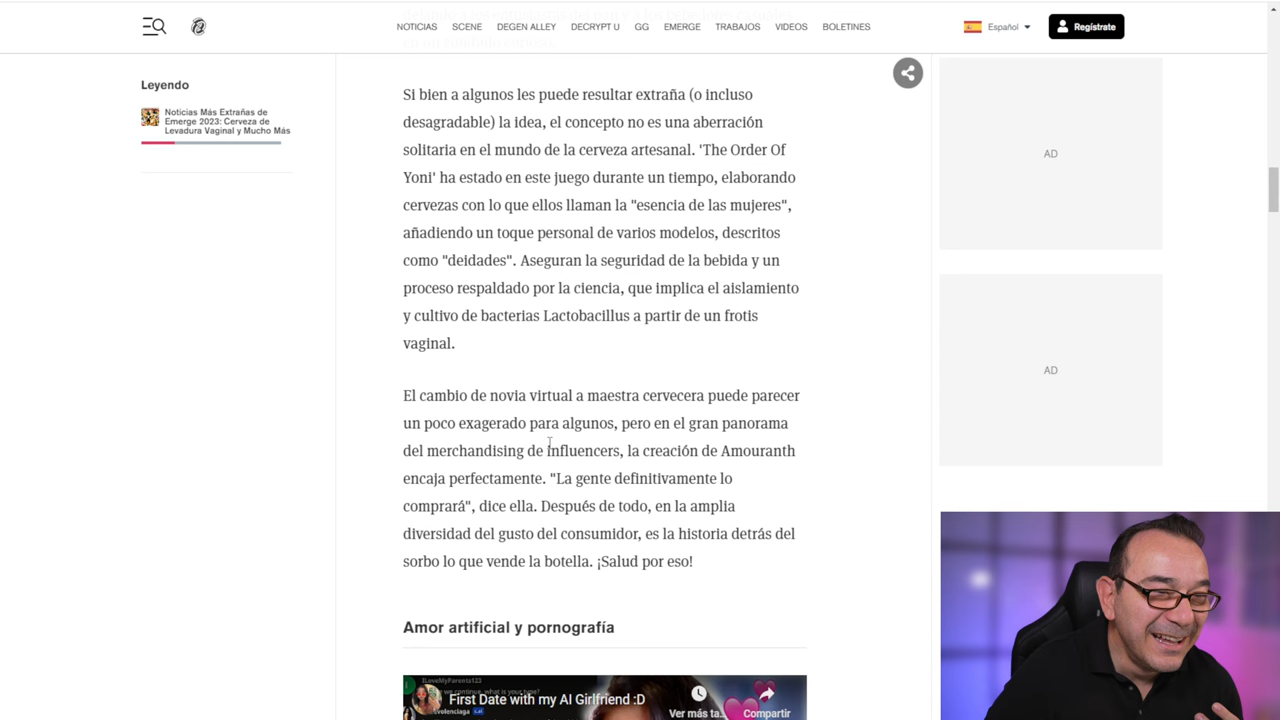 NOTICIAS SCENE DEGEN ALLEY DECRYPT U GG EMERGE TRABAJOS VIDEOS BOLETINES Español Regístrate
Leyendo
Noticias Más Extrañas de
Emerge 2023: Cerveza de
Levadura Vaginal y Mucho Más
Si bien a algunos les puede resultar extraña (o incluso
desagradable) la idea, el concepto no es una aberración
solitaria en el mundo de la cerveza artesanal. 'The Order Of
Yoni' ha estado en este juego durante un tiempo, elaborando
cervezas con lo que ellos llaman la "esencia de las mujeres",
añadiendo un toque personal de varios modelos, descritos
como "deidades". Aseguran la seguridad de la bebida y un
proceso respaldado por la ciencia, que implica el aislamiento
y cultivo de bacterias Lactobacillus a partir de un frotis
vaginal.
El cambio de novia virtual a maestra cervecera puede parecer
un poco exagerado para algunos, pero en el gran panorama
del merchandising de influencers, la creación de Amouranth
encaja perfectamente. "La gente definitivamente lo
comprará", dice ella. Después de todo, en la amplia
diversidad del gusto del consumidor, es la historia detrás del
sorbo lo que vende la botella. ¡Salud por eso!
Amor artificial y pornografía
ILoveMyParents123
First Date with my AI Girlfriend :D
Ver más ta... Compartir
AD
AD